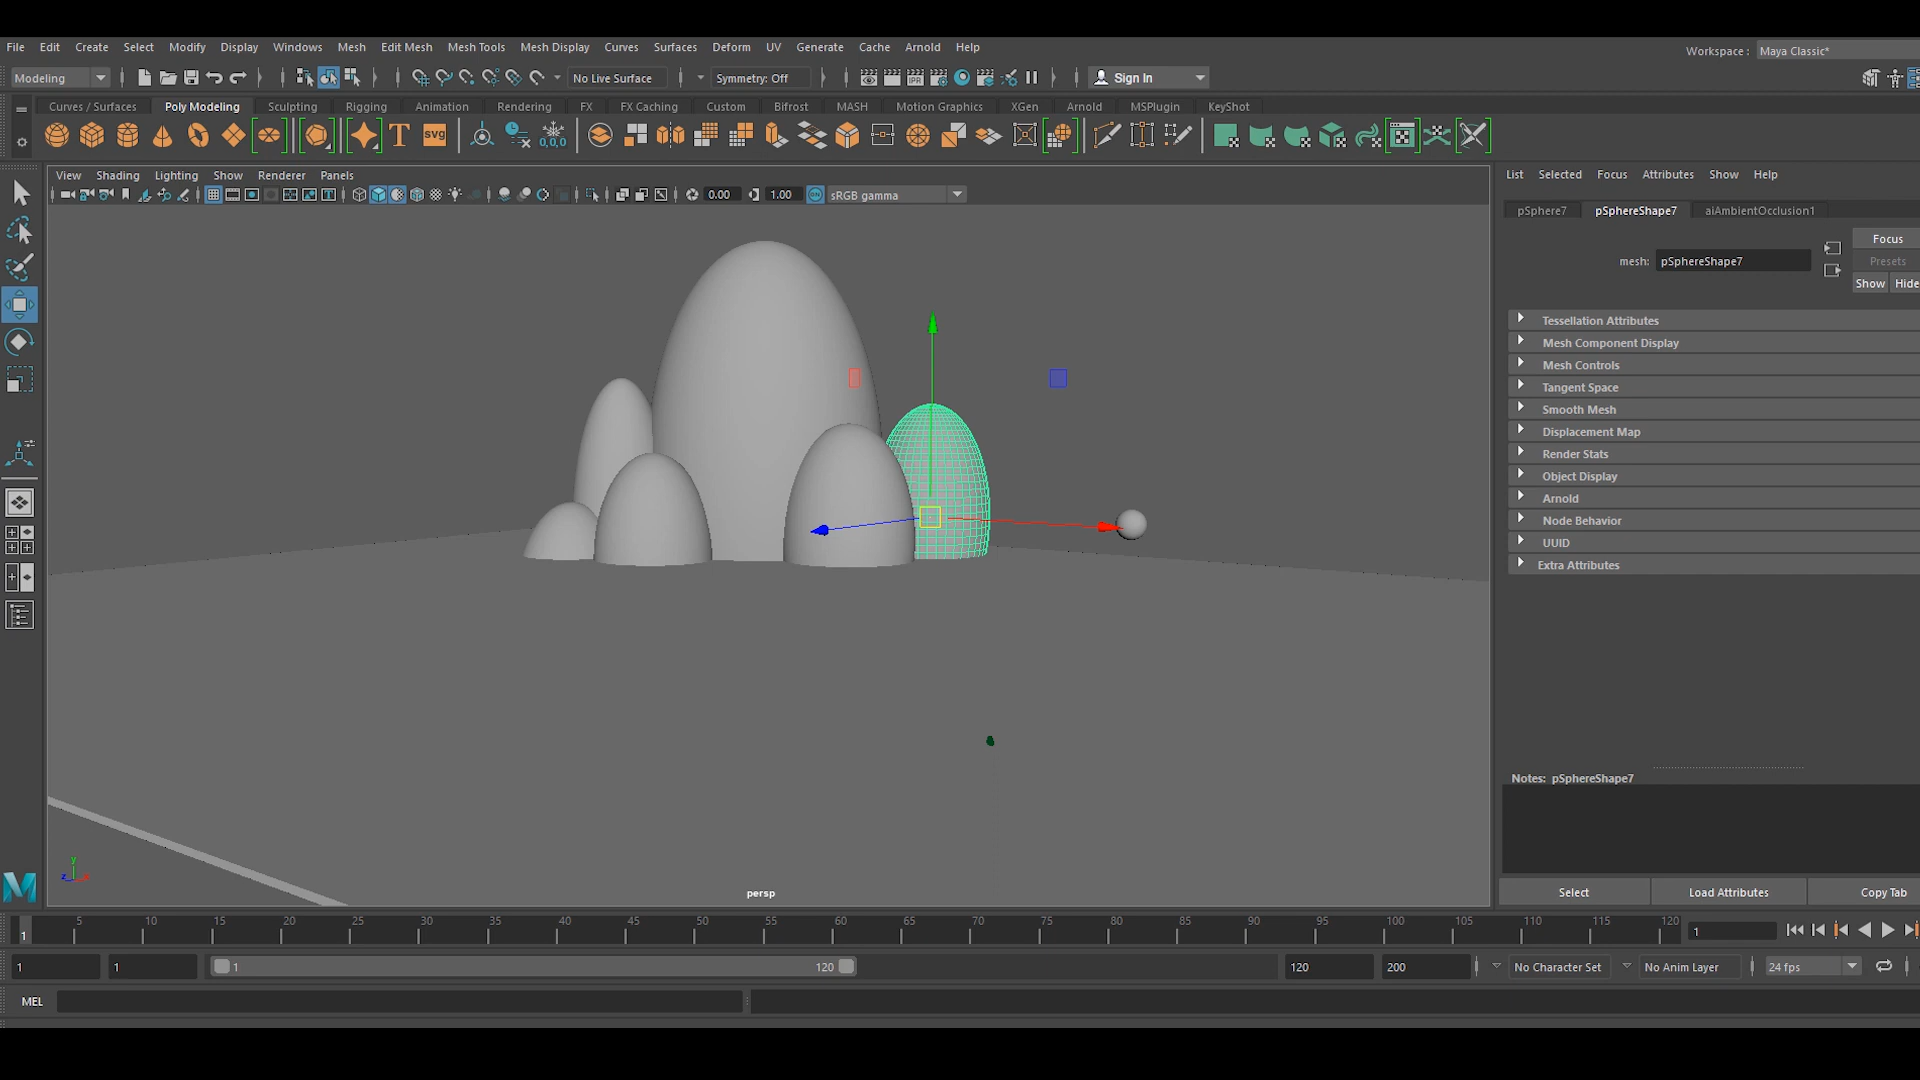 File Edit Create Select Modify Display Windows Mesh Edit Mesh Mesh Tools Mesh Display Curves Surfaces Deform UV Generate Cache Arnold Help
Workspace : Maya Classic*
Modeling No Live Surface Symmetry: Off Sign In
Curves / Surfaces Poly Modeling Sculpting Rigging Animation Rendering FX FX Caching Custom Bifrost MASH Motion Graphics XGen Arnold MSPlugin KeyShot
T svg 0,0,0
View Shading Lighting Show Renderer Panels
0.00 1.00 sRGB gamma
List Selected Focus Attributes Show Help
pSphere7 pSphereShape7 aiAmbientOcclusion1
Focus
mesh: pSphereShape7
Presets
Show Hide
Tessellation Attributes
Mesh Component Display
Mesh Controls
Tangent Space
Smooth Mesh
Displacement Map
Render Stats
Object Display
Arnold
Node Behavior
UUID
Extra Attributes
Notes: pSphereShape7
y
z
persp
Select Load Attributes Copy Tab
5 10 15 20 25 30 35 40 45 50 55 60 65 70 75 80 85 90 95 100 105 110 115 120
1 1
1 1 1 120 120 200 No Character Set No Anim Layer 24 fps
MEL